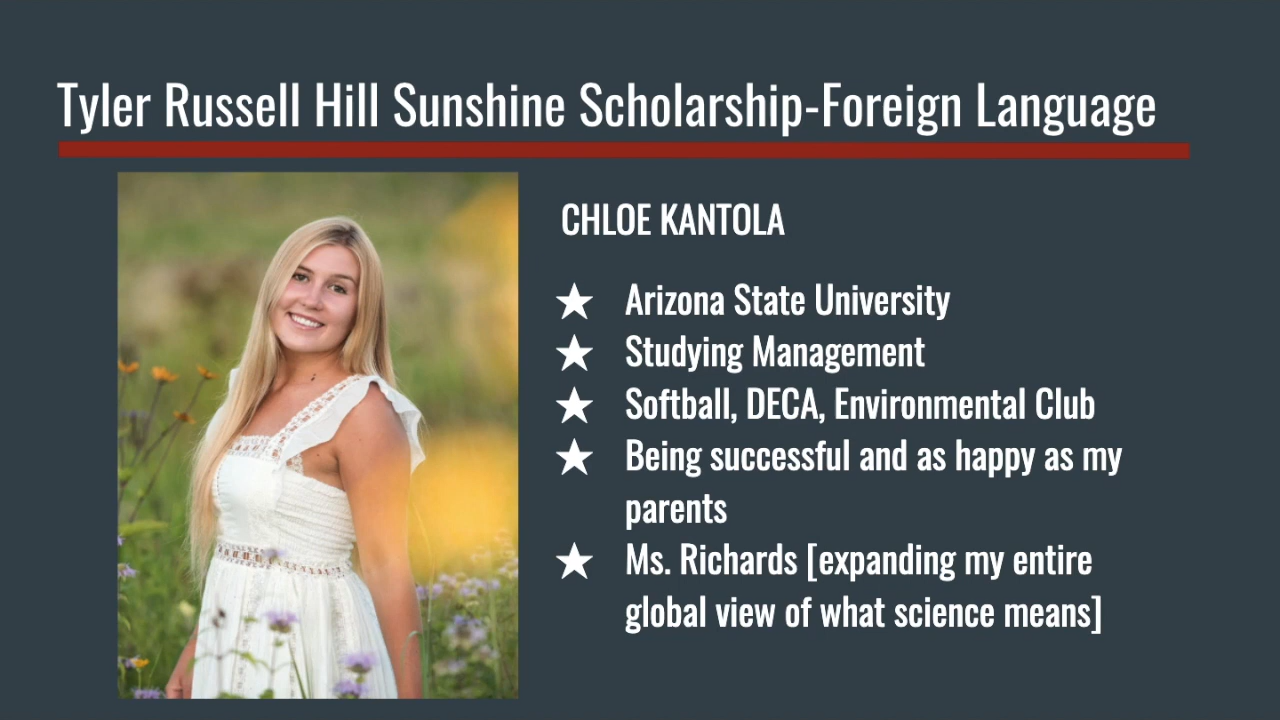 Tyler Russell Hill Sunshine Scholarship-Foreign Language
CHLOE KANTOLA
Arizona State University
Studying Management
Softball, DECA, Environmental Club
Being successful and as happy as my
parents
Ms. Richards [expanding my entire
global view of what science means]